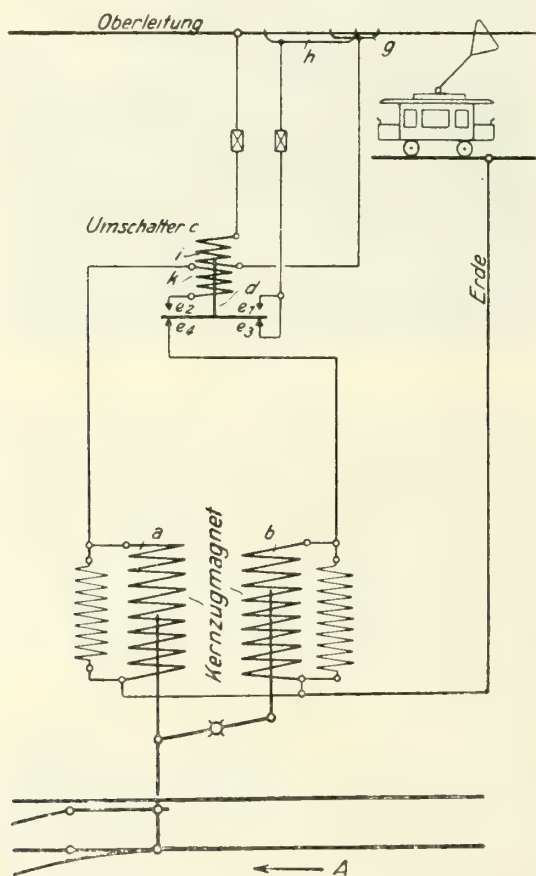 Oberleitung
h
g
Umschalter c
i
k
d
e2
e1
e4
e3
Erde
a
Kernzugmagnet
b
A